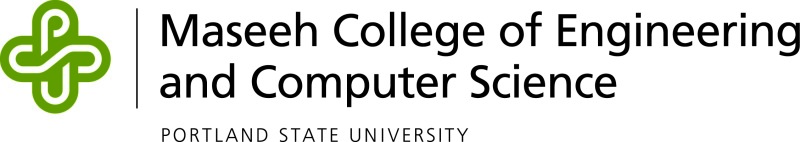 Maseeh College of Engineering
and Computer Science
PORTLAND STATE UNIVERSITY